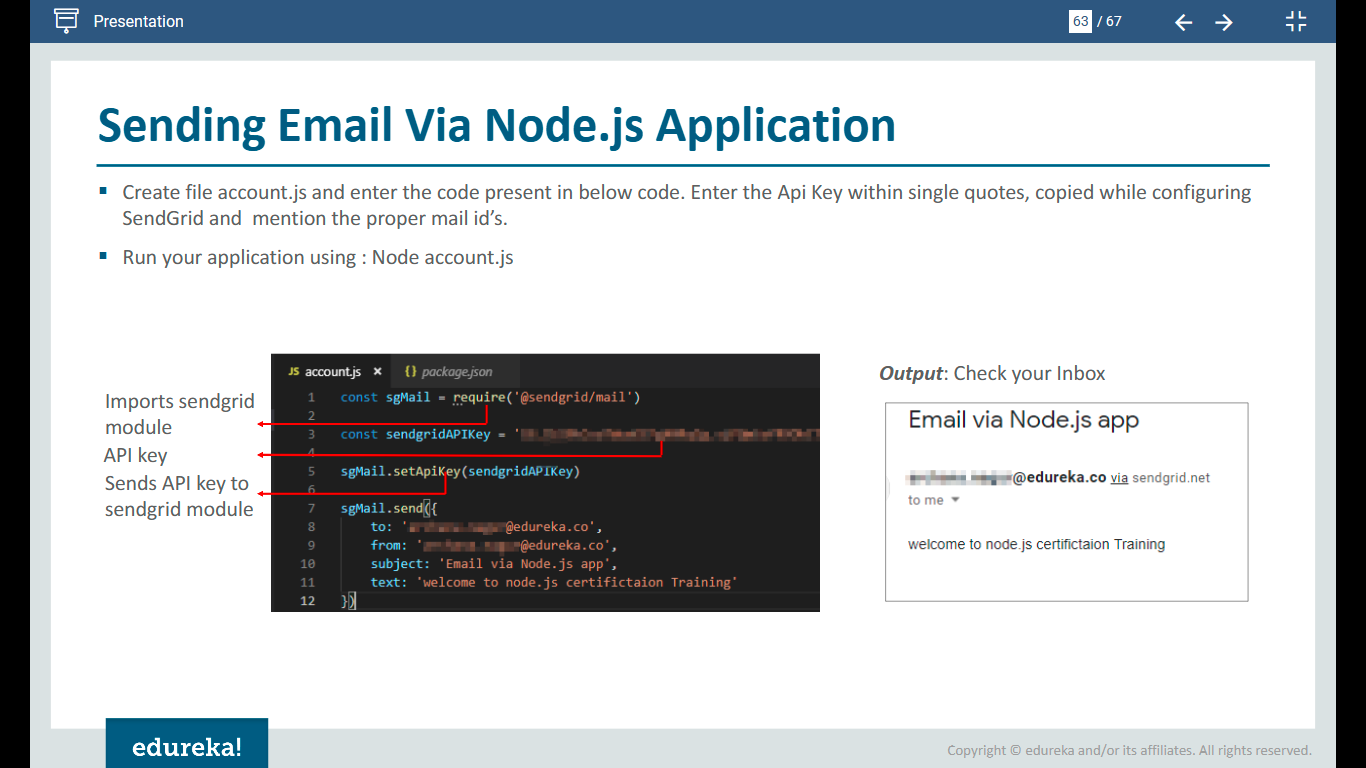 Presentation
63 / 67
Sending Email Via Node.js Application
▪ Create file account.js and enter the code present in below code. Enter the Api Key within single quotes, copied while configuring
SendGrid and mention the proper mail id’s.
▪ Run your application using : Node account.js
Imports sendgrid
module
API key
Sends API key to
sendgrid module
JS account.js × {} package.json
1 const sgMail = require('@sendgrid/mail')
2
3 const sendgridAPIKey = '
4
5 sgMail.setApiKey(sendgridAPIKey)
6
7 sgMail.send({
8 to: '@edureka.co',
9 from: '@edureka.co',
10 subject: 'Email via Node.js app',
11 text: 'welcome to node.js certifictaion Training'
12 })
Output: Check your Inbox
Email via Node.js app
@edureka.co via sendgrid.net
to me
welcome to node.js certifictaion Training
edureka!
Copyright © edureka and/or its affiliates. All rights reserved.